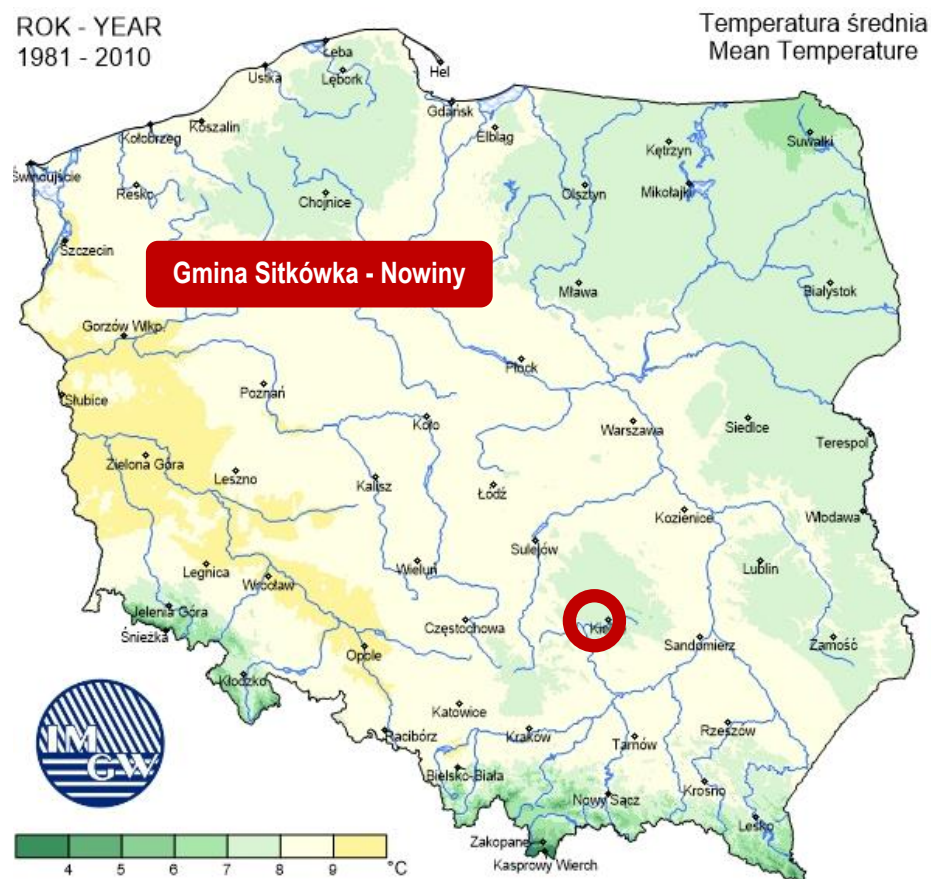 ROK - YEAR
1981 - 2010
Temperatura średnia
Mean Temperature
Łeba
Ustka
Lębork
Hel
Gdańsk
Kołobrzeg
Koszalin
Elbląg
Suwałki
Kętrzyn
Świnoujście
Resko
Chojnice
Olsztyn
Mikołajki
Szczecin
Gmina Sitkówka - Nowiny
Mława
Białystok
Gorzów Wlkp.
Płock
Słubice
Poznań
Koło
Warszawa
Siedlce
Terespol
Zielona Góra
Leszno
Kalisz
Łódź
Kozienice
Włodawa
Sulejów
Legnica
Wrocław
Wieluń
Lublin
Jelenia Góra
Śnieżka
Częstochowa
Sandomierz
Zamość
Opole
Kłodzko
Katowice
Racibórz
Kraków
Tarnów
Rzeszów
IM
GW
Bielsko-Biała
Nowy Sącz
Krosno
Lesko
Zakopane
Kasprowy Wierch
4 5 6 7 8 9 °C